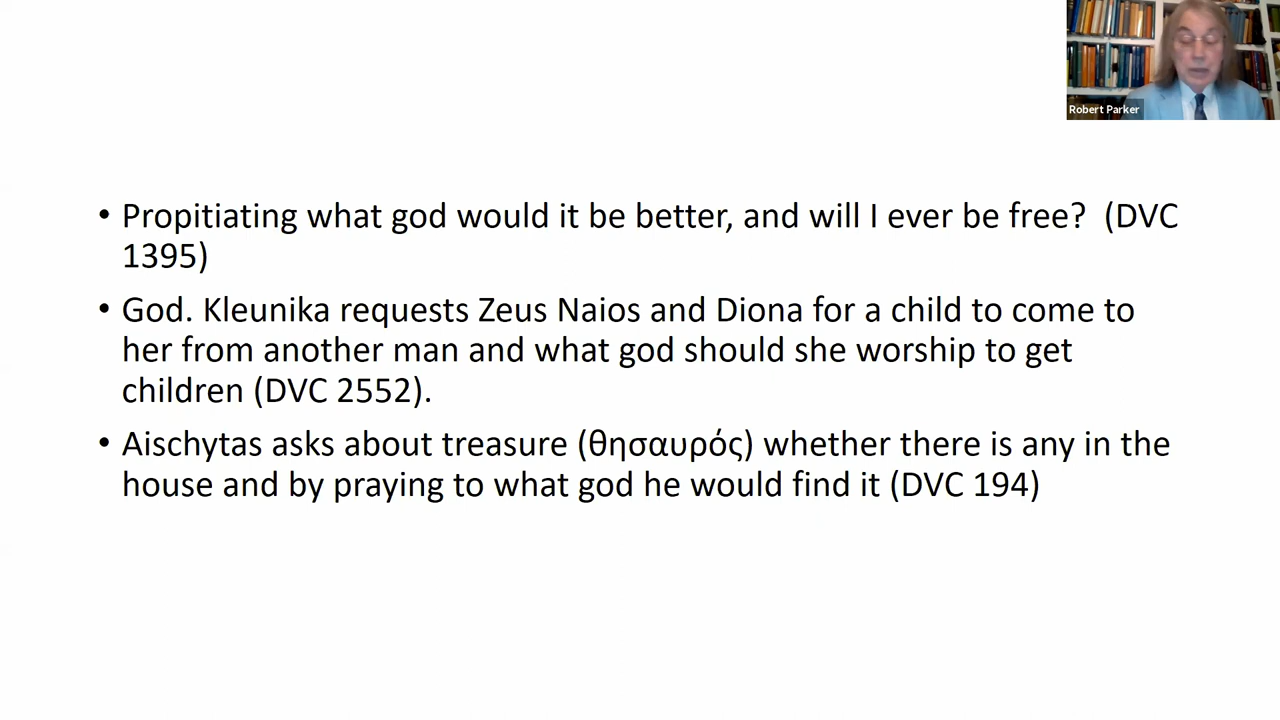 Robert Parker
• Propitiating what god would it be better, and will I ever be free? (DVC
1395)
• God. Kleunika requests Zeus Naios and Diona for a child to come to
her from another man and what god should she worship to get
children (DVC 2552).
• Aischytas asks about treasure (θησαυρός) whether there is any in the
house and by praying to what god he would find it (DVC 194)